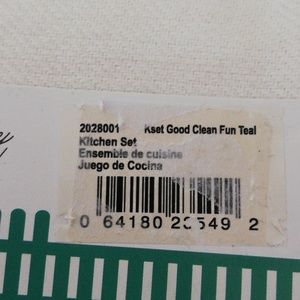 2028001 Kset Good Clean Fun Teal
Kitchen Set
Ensemble de cuisine
Juego de Cocina
0 64180 23549 2